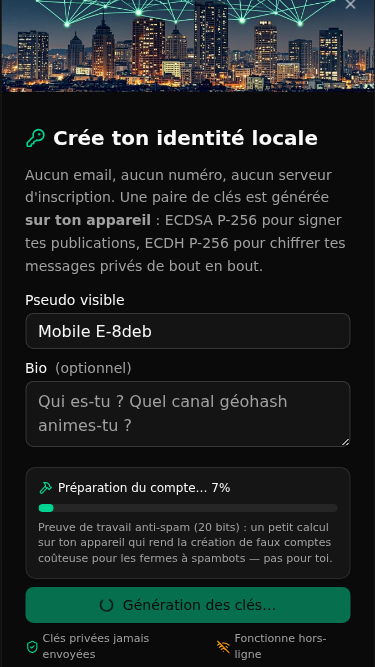 Crée ton identité locale
Aucun email, aucun numéro, aucun serveur
d'inscription. Une paire de clés est générée
sur ton appareil : ECDSA P-256 pour signer
tes publications, ECDH P-256 pour chiffrer tes
messages privés de bout en bout.
Pseudo visible
Mobile E-8deb
Bio (optionnel)
Qui es-tu ? Quel canal géohash
animes-tu ?
Préparation du compte... 7%
Preuve de travail anti-spam (20 bits) : un petit calcul
sur ton appareil qui rend la création de faux comptes
coûteuse pour les fermes à spambots — pas pour toi.
Génération des clés...
Clés privées jamais
envoyées
Fonctionne hors-
ligne